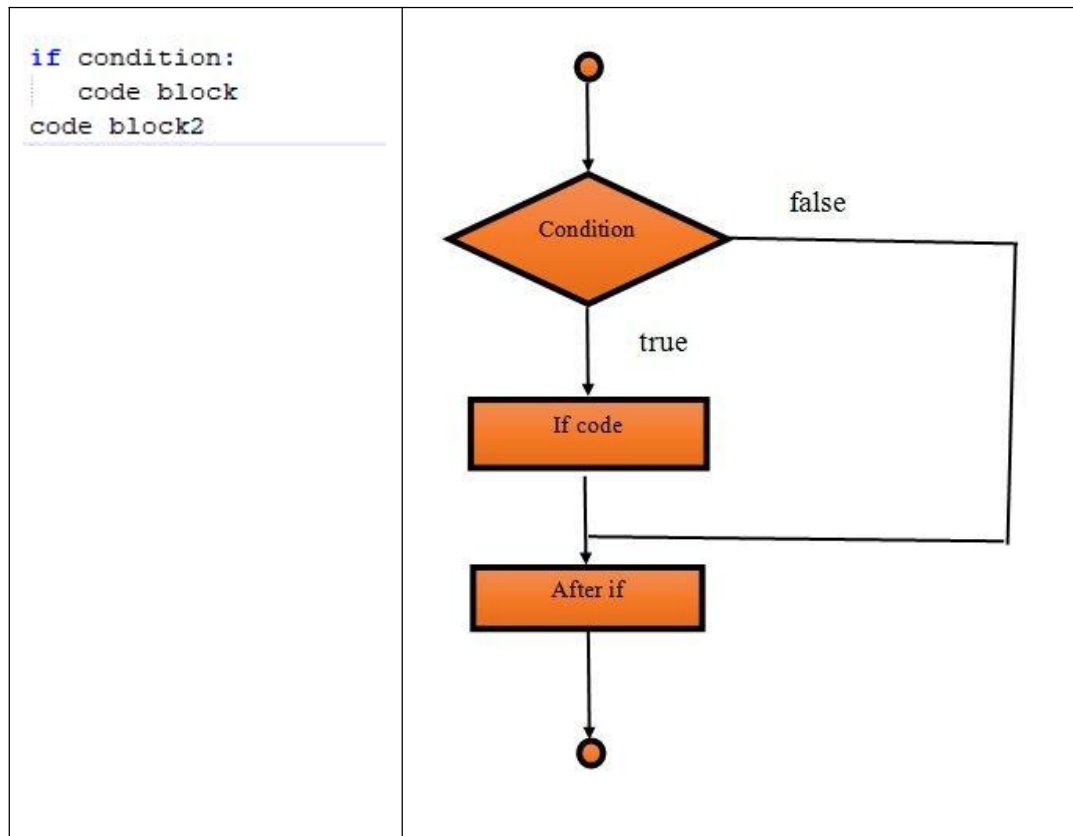 if condition:
code block
code block2
Condition
false
true
If code
After if